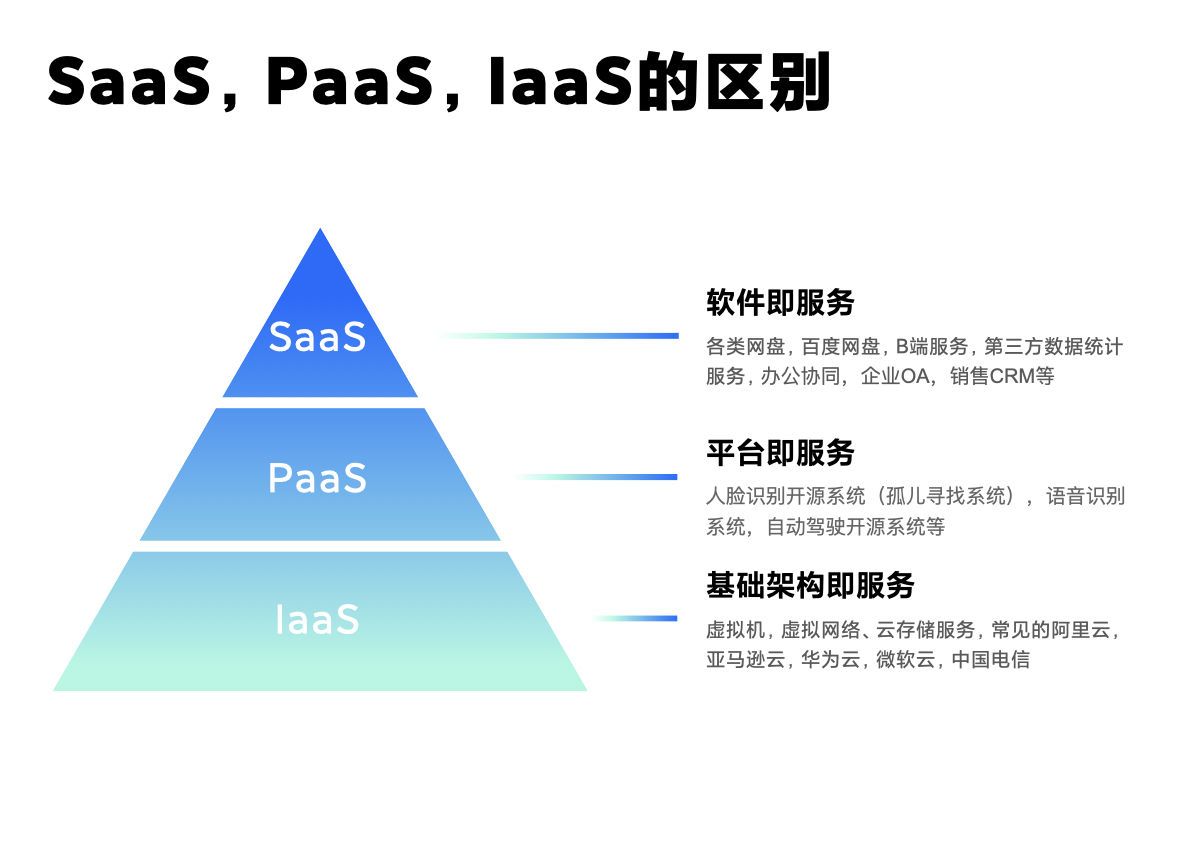 SaaS, PaaS, IaaS的区别
SaaS
软件即服务
各类网盘, 百度网盘, B端服务, 第三方数据统计
服务, 办公协同，企业OA，销售CRM等
PaaS
平台即服务
人脸识别开源系统（孤儿寻找系统），语音识别
系统，自动驾驶开源系统等
IaaS
基础架构即服务
虚拟机, 虚拟网络、云存储服务, 常见的阿里云,
亚马逊云, 华为云, 微软云, 中国电信